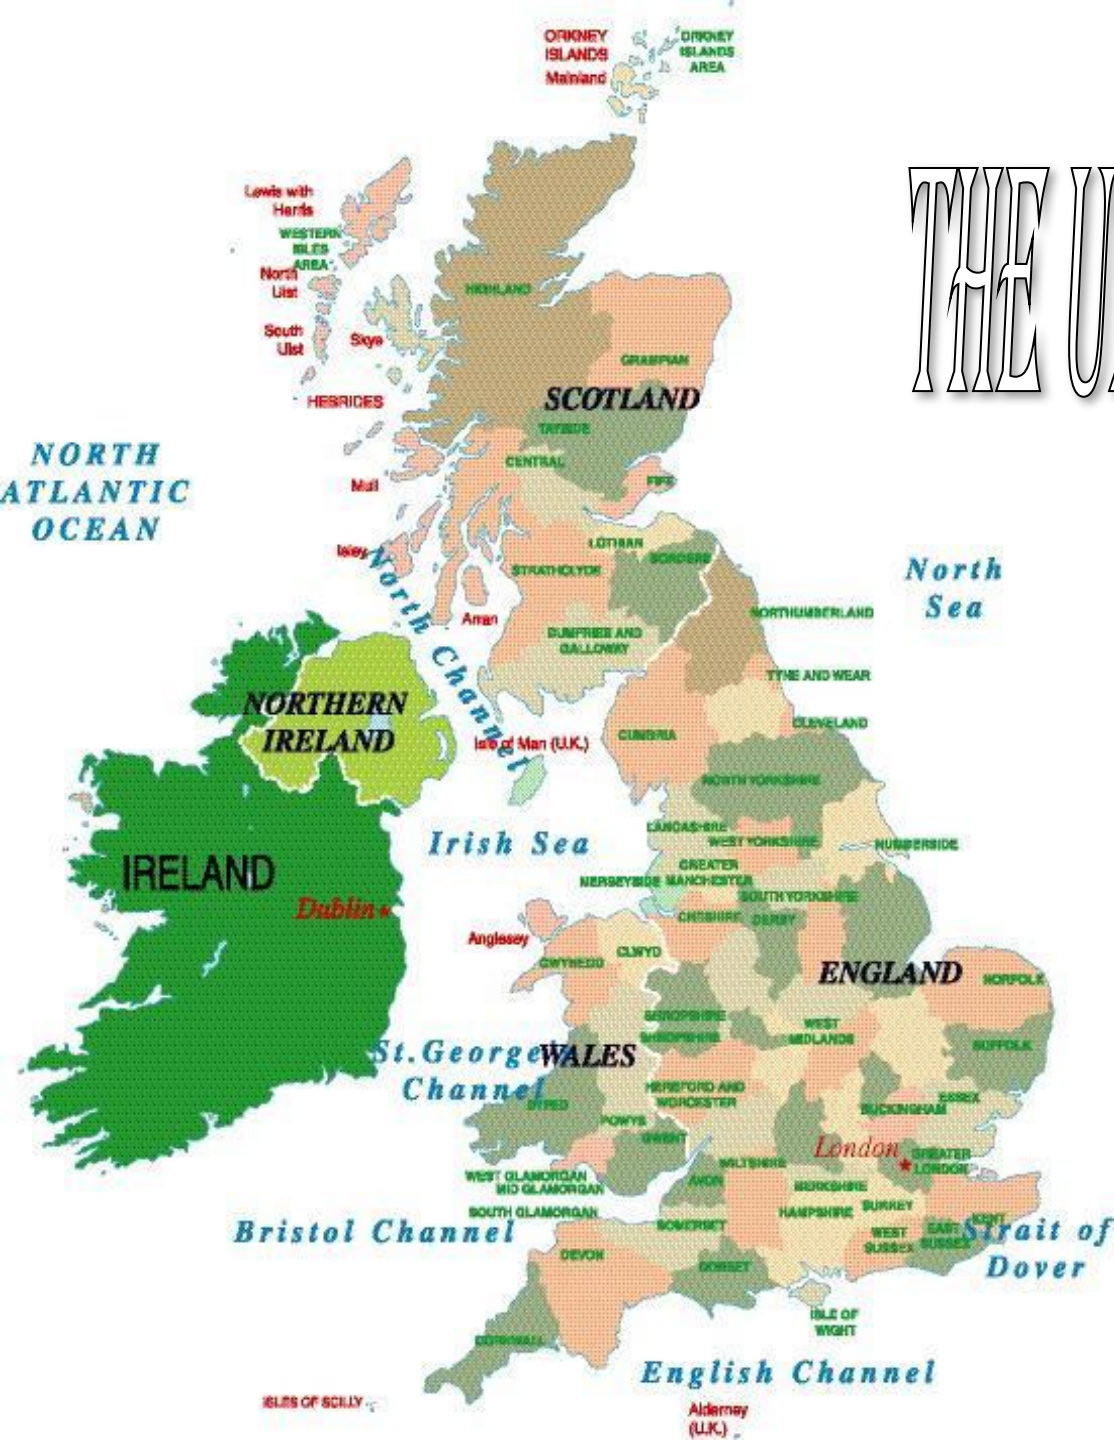 ORKNEY
ISLANDS
Mainland
ORKNEY
ISLANDS
AREA
THE U
Lewis with
Harris
WESTERN
ISLES
AREA
North
Uist
South
Uist
Skye
HEBRIDES
HIGHLAND
GRAMPIAN
SCOTLAND
TAYSIDE
CENTRAL
FIFE
Mull
NORTH
ATLANTIC
OCEAN
Islay
North Channel
LOTHIAN
BORDERS
STRATHCLYDE
Arran
DUMFRIES AND
GALLOWAY
North
Sea
NORTHUMBERLAND
TYNE AND WEAR
CLEVELAND
NORTHERN
IRELAND
Isle of Man (U.K.)
CUMBRIA
NORTH YORKSHIRE
Irish Sea
LANCASHIRE
WEST YORKSHIRE
HUMBERSIDE
GREATER
MERSEYSIDE MANCHESTER
SOUTH YORKSHIRE
CHESHIRE
DERBY
IRELAND
Dublin
Anglesey
GWYNEDD
CLWYD
ENGLAND
NORFOLK
SHROPSHIRE
SHROPSHIRE
WEST
MIDLANDS
SUFFOLK
St.George
Channel
WALES
DYFED
POWYS
GWENT
HEREFORD AND
WORCESTER
BUCKINGHAM
ESSEX
London
GREATER
LONDON
WEST GLAMORGAN
MID GLAMORGAN
SOUTH GLAMORGAN
AVON
WILTSHIRE
BERKSHIRE
HAMPSHIRE
SURREY
WEST
SUSSEX
EAST
SUSSEX
KENT
Strait of
Dover
Bristol Channel
SOMERSET
DEVON
DORSET
CORNWALL
ISLE OF
WIGHT
English Channel
ISLES OF SCILLY
Alderney
(U.K.)